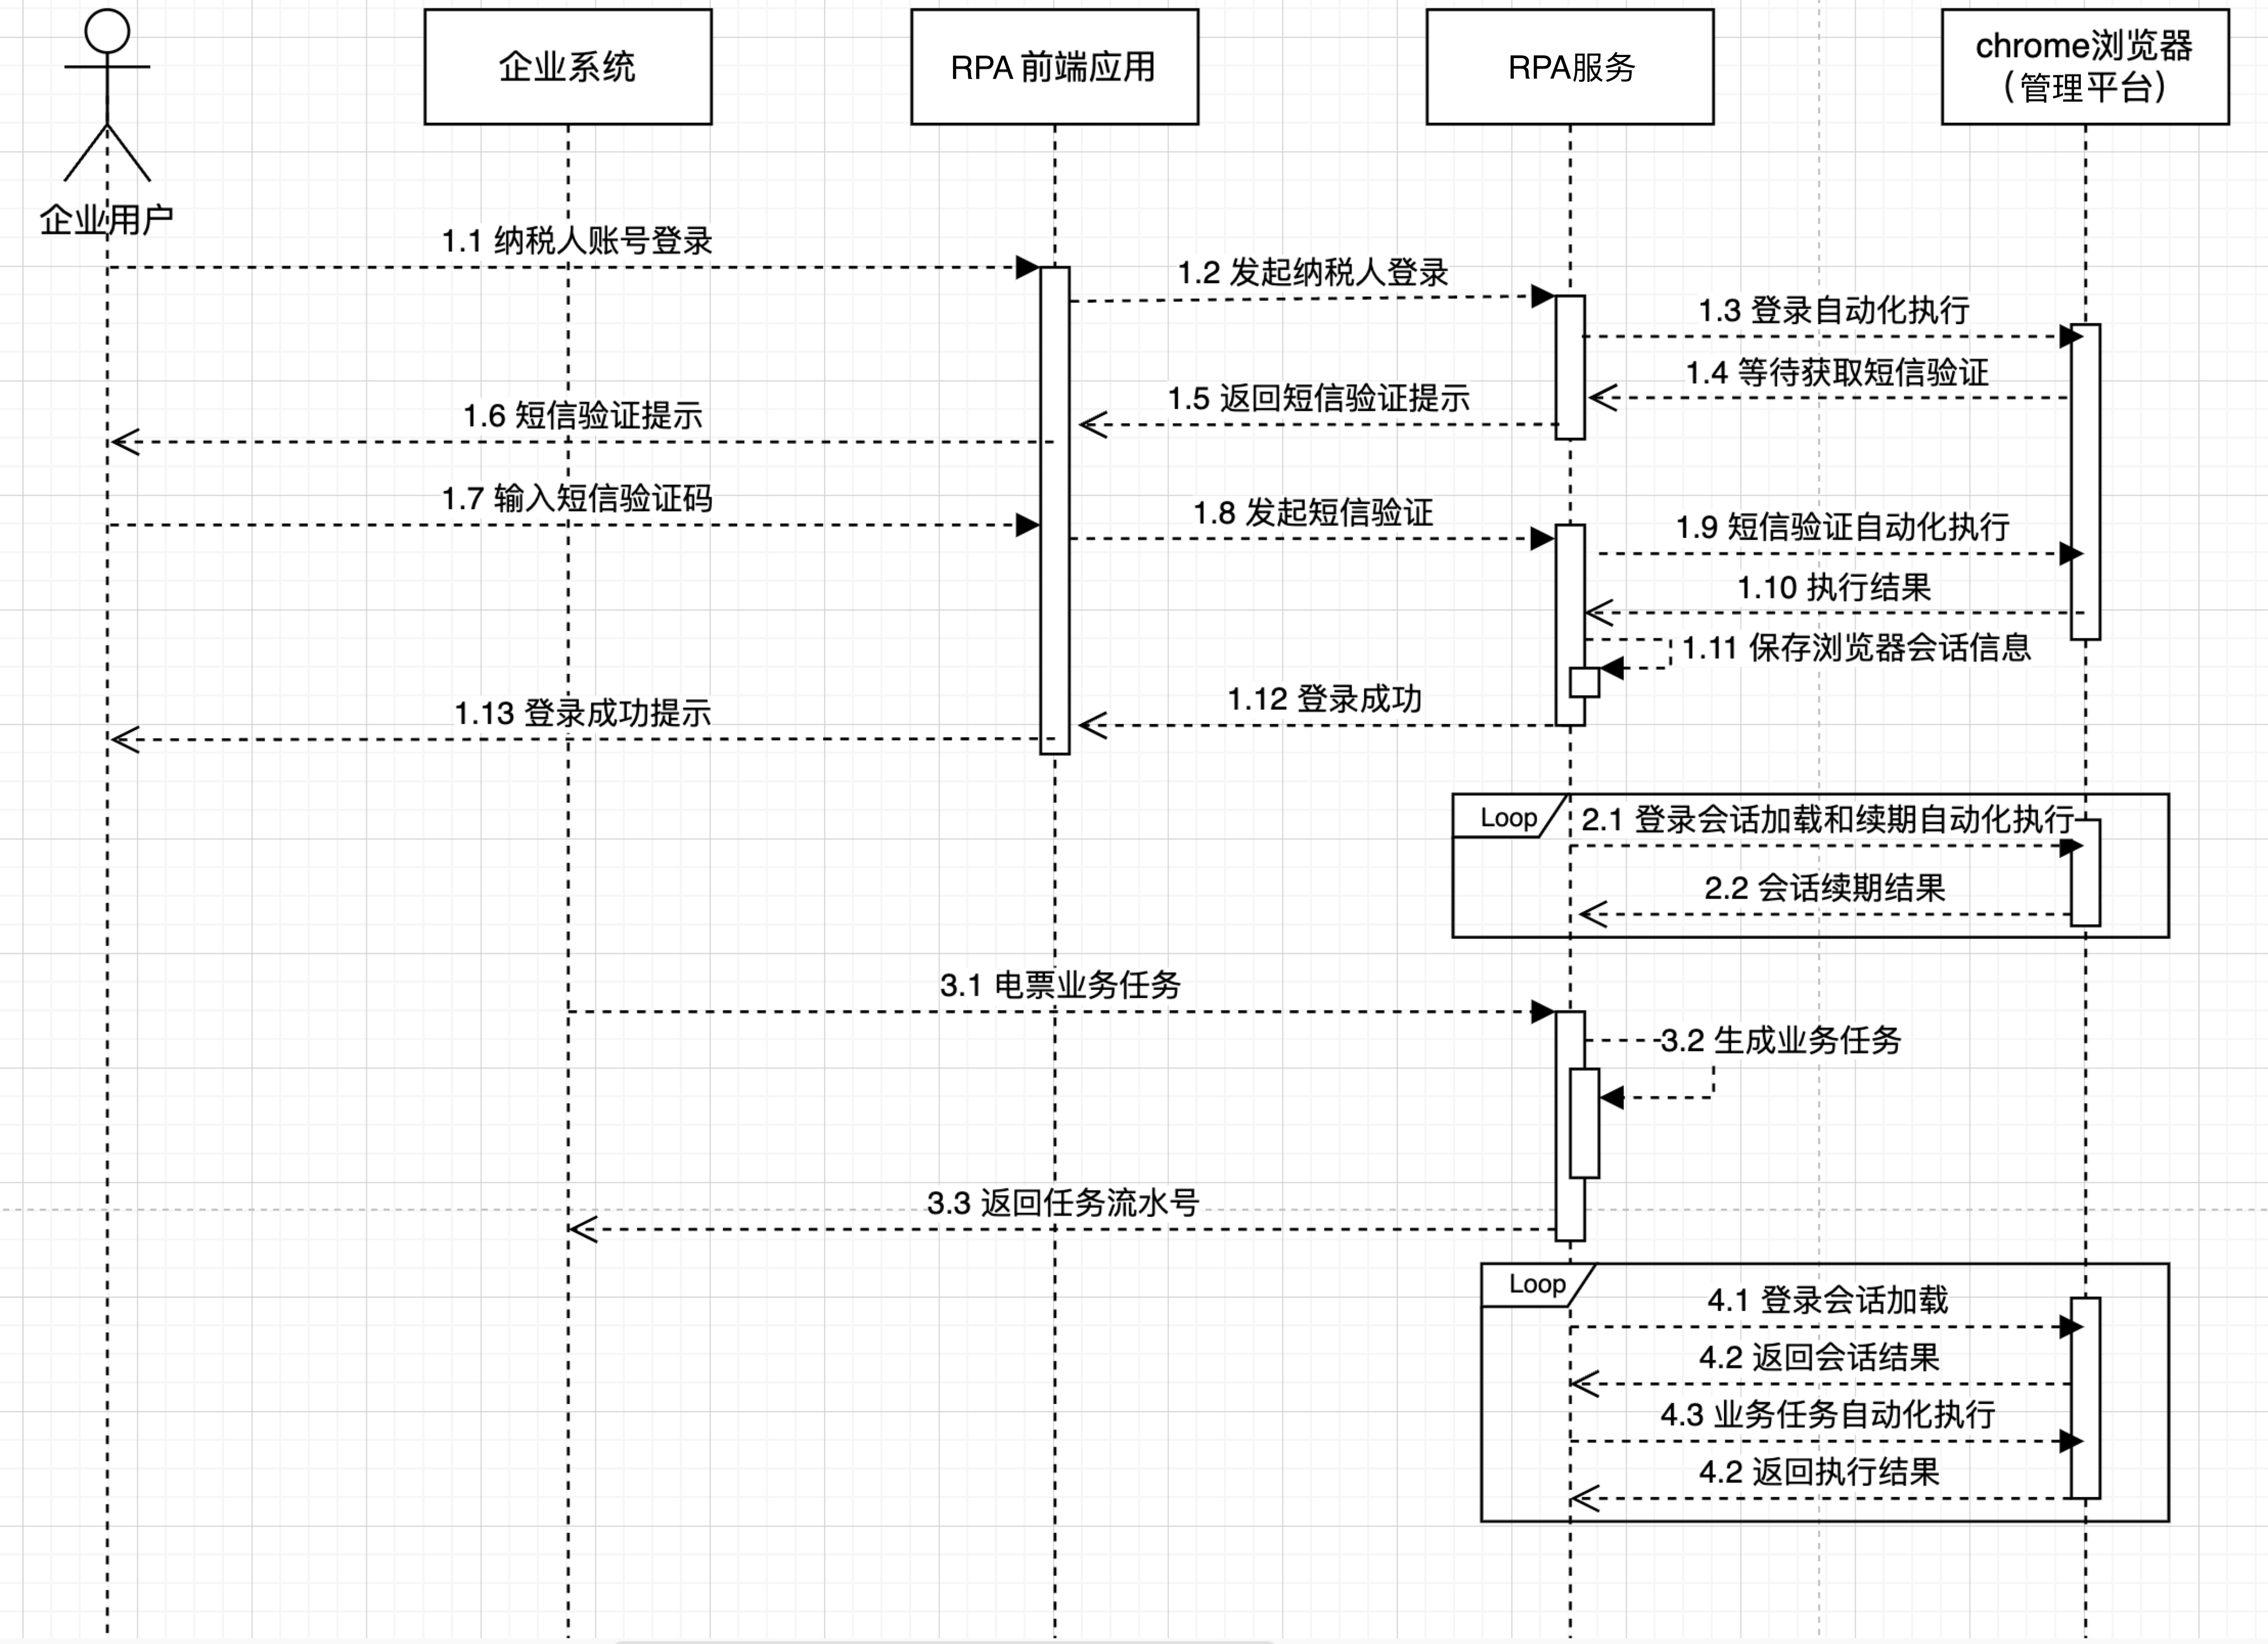 企业用户
企业系统
RPA 前端应用
RPA服务
chrome浏览器
（管理平台）
1.1 纳税人账号登录
1.2 发起纳税人登录
1.3 登录自动化执行
1.4 等待获取短信验证
1.5 返回短信验证提示
1.6 短信验证提示
1.7 输入短信验证码
1.8 发起短信验证
1.9 短信验证自动化执行
1.10 执行结果
1.11 保存浏览器会话信息
1.12 登录成功
1.13 登录成功提示
Loop
2.1 登录会话加载和续期自动化执行
2.2 会话续期结果
3.1 电票业务任务
3.2 生成业务任务
3.3 返回任务流水号
Loop
4.1 登录会话加载
4.2 返回会话结果
4.3 业务任务自动化执行
4.2 返回执行结果